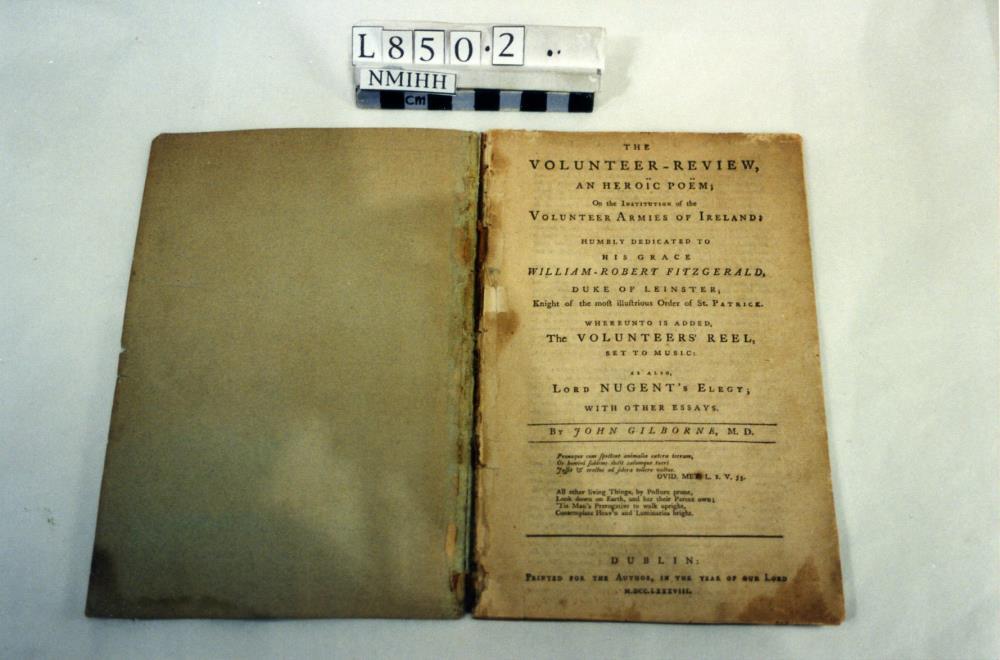 L850.2 ..
NMIHH
cm
THE
VOLUNTEER-REVIEW,
AN HEROÏC POËM;
On the INSTITUTION of the
VOLUNTEER ARMIES OF IRELAND:
HUMBLY DEDICATED TO
HIS GRACE
WILLIAM-ROBERT FITZGERALD,
DUKE OF LEINSTER;
Knight of the moſt illuſtrious Order of St. PATRICK.
WHEREUNTO IS ADDED,
The VOLUNTEERS' REEL,
SET TO MUSIC:
AS ALSO,
LORD NUGENT'S ELEGY;
WITH OTHER ESSAYS.
BY JOHN GILBORNE, M. D.
Pronaque cum ſpectent animalia cætera terram,
Os homini ſublime dedit cœlumque tueri
Juſſit & erectos ad ſidera tollere vultus.
OVID. MET. L. 1. V. 35.
All other living Things, by Poſture prone,
Look down on Earth, and her their Parent own;
'Tis Man's Prerogative to walk upright,
Contemplate Heav'n and Luminaries bright.
DUBLIN:
PRINTED FOR THE AUTHOR, IN THE YEAR OF OUR LORD
M.DCC.LXXXVIII.